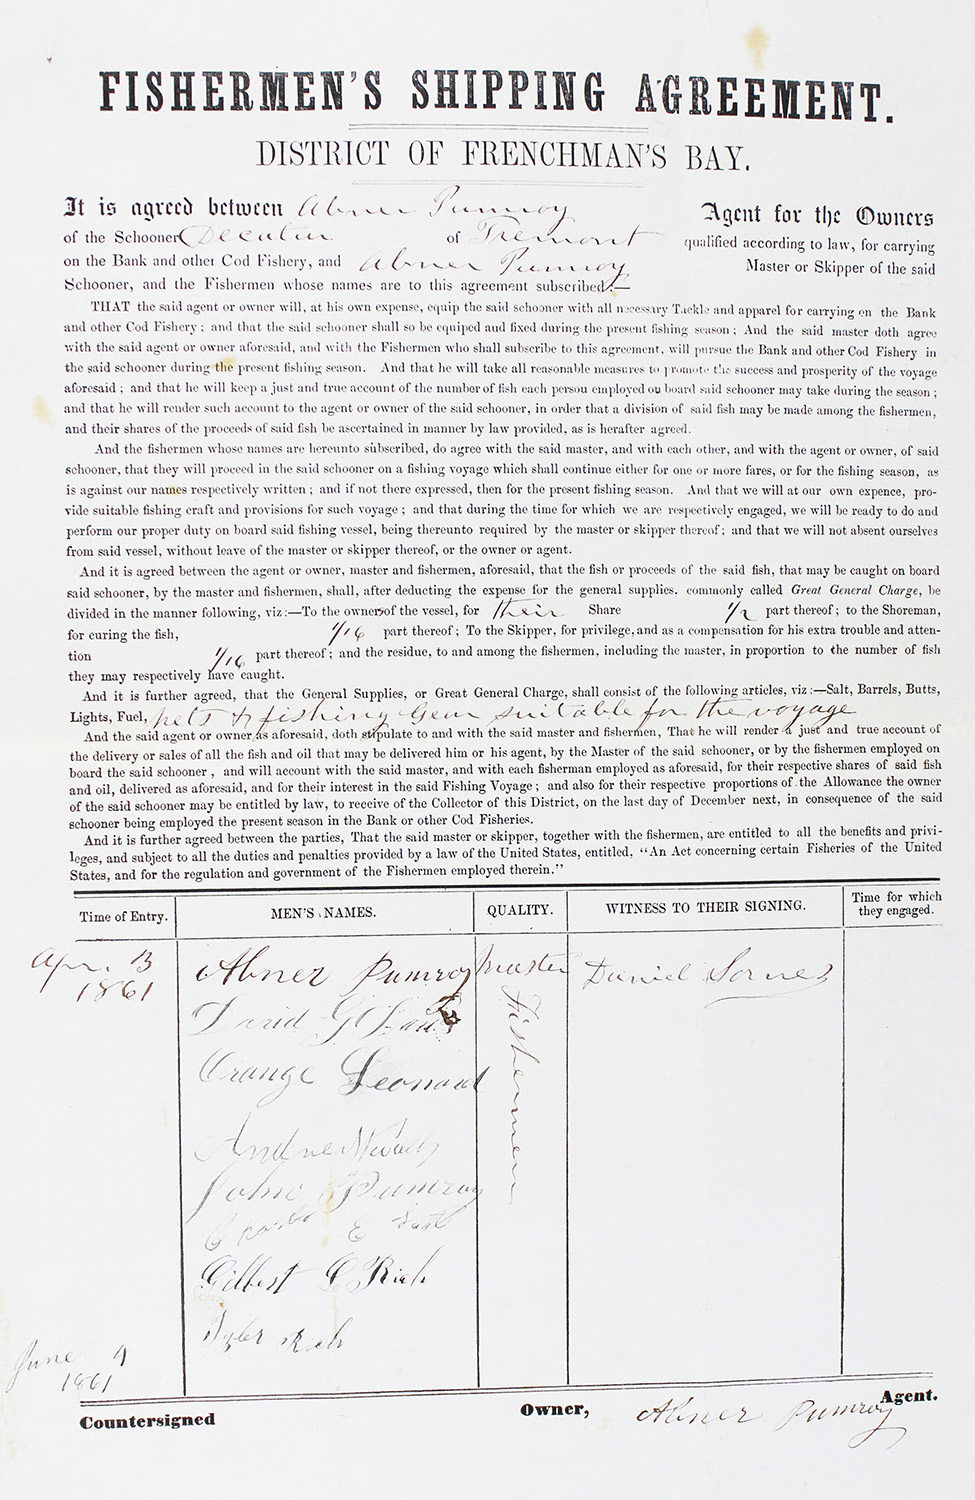 FISHERMEN'S SHIPPING AGREEMENT.
DISTRICT OF FRENCHMAN'S BAY.
It is agreed between Abner Pumroy Agent for the Owners
of the Schooner Decatur of Tremont qualified according to law, for carrying
on the Bank and other Cod Fishery, and Abner Pumroy Master or Skipper of the said
Schooner, and the Fishermen whose names are to this agreement subscribed:—
THAT the said agent or owner will, at his own expense, equip the said schooner with all necessary Tackle and apparel for carrying on the Bank
and other Cod Fishery; and that the said schooner shall so be equiped and fixed during the present fishing season; And the said master doth agree
with the said agent or owner aforesaid, and with the Fishermen who shall subscribe to this agreement, will pursue the Bank and other Cod Fishery in
the said schooner during the present fishing season. And that he will take all reasonable measures to promote the success and prosperity of the voyage
aforesaid; and that he will keep a just and true account of the number of fish each person employed on board said schooner may take during the season;
and that he will render such account to the agent or owner of the said schooner, in order that a division of said fish may be made among the fishermen,
and their shares of the proceeds of said fish be ascertained in manner by law provided, as is herafter agreed.
And the fishermen whose names are hereunto subscribed, do agree with the said master, and with each other, and with the agent or owner, of said
schooner, that they will proceed in the said schooner on a fishing voyage which shall continue either for one or more fares, or for the fishing season, as
is against our names respectively written; and if not there expressed, then for the present fishing season. And that we will at our own expence, pro-
vide suitable fishing craft and provisions for such voyage; and that during the time for which we are respectively engaged, we will be ready to do and
perform our proper duty on board said fishing vessel, being thereunto required by the master or skipper thereof; and that we will not absent ourselves
from said vessel, without leave of the master or skipper thereof, or the owner or agent.
And it is agreed between the agent or owner, master and fishermen, aforesaid, that the fish or proceeds of the said fish, that may be caught on board
said schooner, by the master and fishermen, shall, after deducting the expense for the general supplies. commonly called Great General Charge, be
divided in the manner following, viz:—To the owners of the vessel, for their Share 1/2 part thereof; to the Shoreman,
for curing the fish, 1/16 part thereof; To the Skipper, for privilege, and as a compensation for his extra trouble and atten-
tion 1/16 part thereof; and the residue, to and among the fishermen, including the master, in proportion to the number of fish
they may respectively have caught.
And it is further agreed, that the General Supplies, or Great General Charge, shall consist of the following articles, viz:—Salt, Barrels, Butts,
Lights, Fuel, nets & fishing Gear suitable for the voyage
And the said agent or owner as aforesaid, doth stipulate to and with the said master and fishermen, That he will render a just and true account of
the delivery or sales of all the fish and oil that may be delivered him or his agent, by the Master of the said schooner, or by the fishermen employed on
board the said schooner, and will account with the said master, and with each fisherman employed as aforesaid, for their respective shares of said fish
and oil, delivered as aforesaid, and for their interest in the said Fishing Voyage; and also for their respective proportions of the Allowance the owner
of the said schooner may be entitled by law, to receive of the Collector of this District, on the last day of December next, in consequence of the said
schooner being employed the present season in the Bank or other Cod Fisheries.
And it is further agreed between the parties, That the said master or skipper, together with the fishermen, are entitled to all the benefits and privi-
leges, and subject to all the duties and penalties provided by a law of the United States, entitled, "An Act concerning certain Fisheries of the United
States, and for the regulation and government of the Fishermen employed therein."
Time of Entry. MEN'S NAMES. QUALITY. WITNESS TO THEIR SIGNING. Time for which they engaged.
Apr. 13 Abner Pumroy Master Daniel Somes
1861
David G
Fishermen
Orange Leonard
John Pumroy
Charles E
Gilbert Rich
Tyler Rich
June 4
1861
Countersigned Owner, Abner Pumroy Agent.